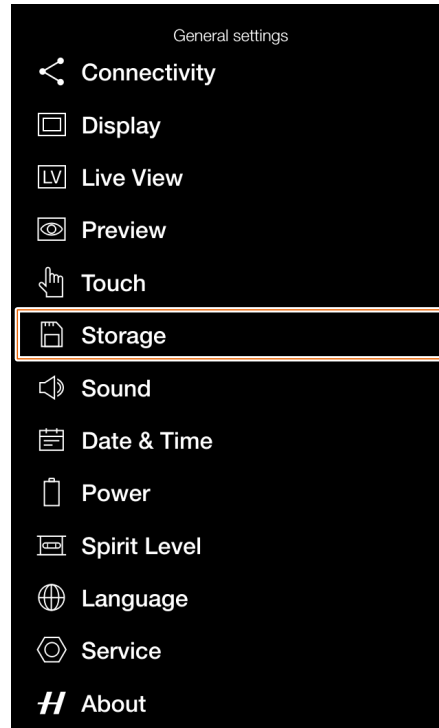 General settings
Connectivity
Display
LV Live View
Preview
Touch
Storage
Sound
Date & Time
Power
Spirit Level
Language
Service
H About